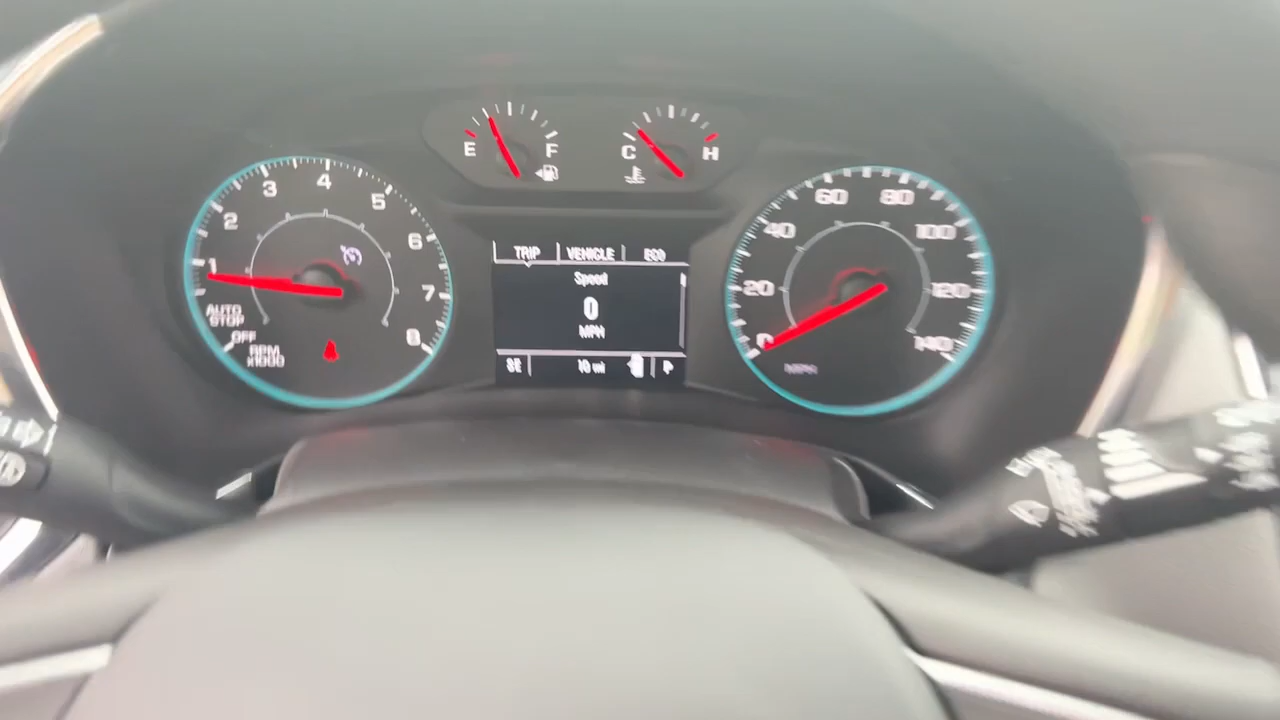 E F
C H
1 2 3 4 5 6 7 8
AUTO
STOP
OFF
RPM
x1000
TRIP VEHICLE ECO
Speed
0
MPH
SE 10 mi P
0 20 40 60 80 100 120 140
MPH